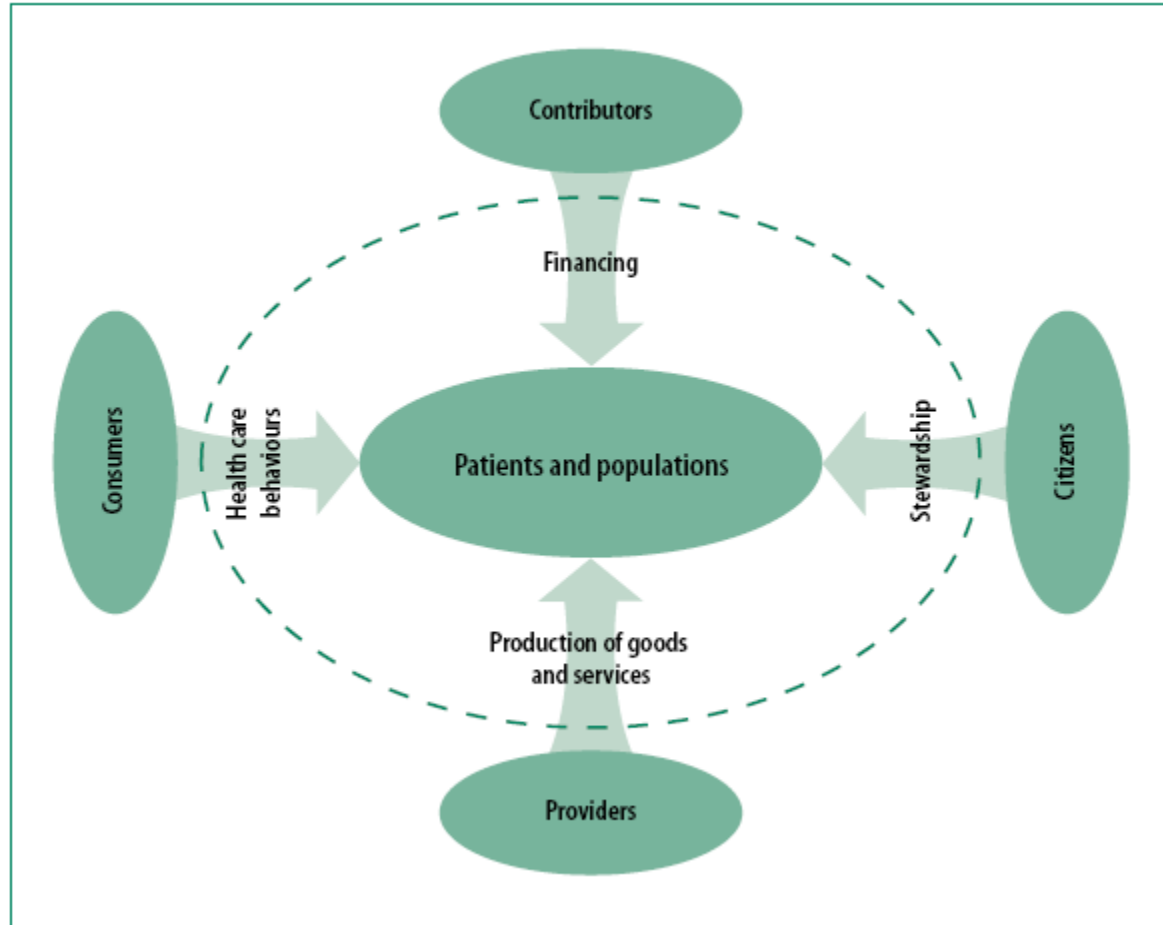 Contributors
Financing
Consumers
Health care
behaviours
Patients and populations
Stewardship
Citizens
Production of goods
and services
Providers